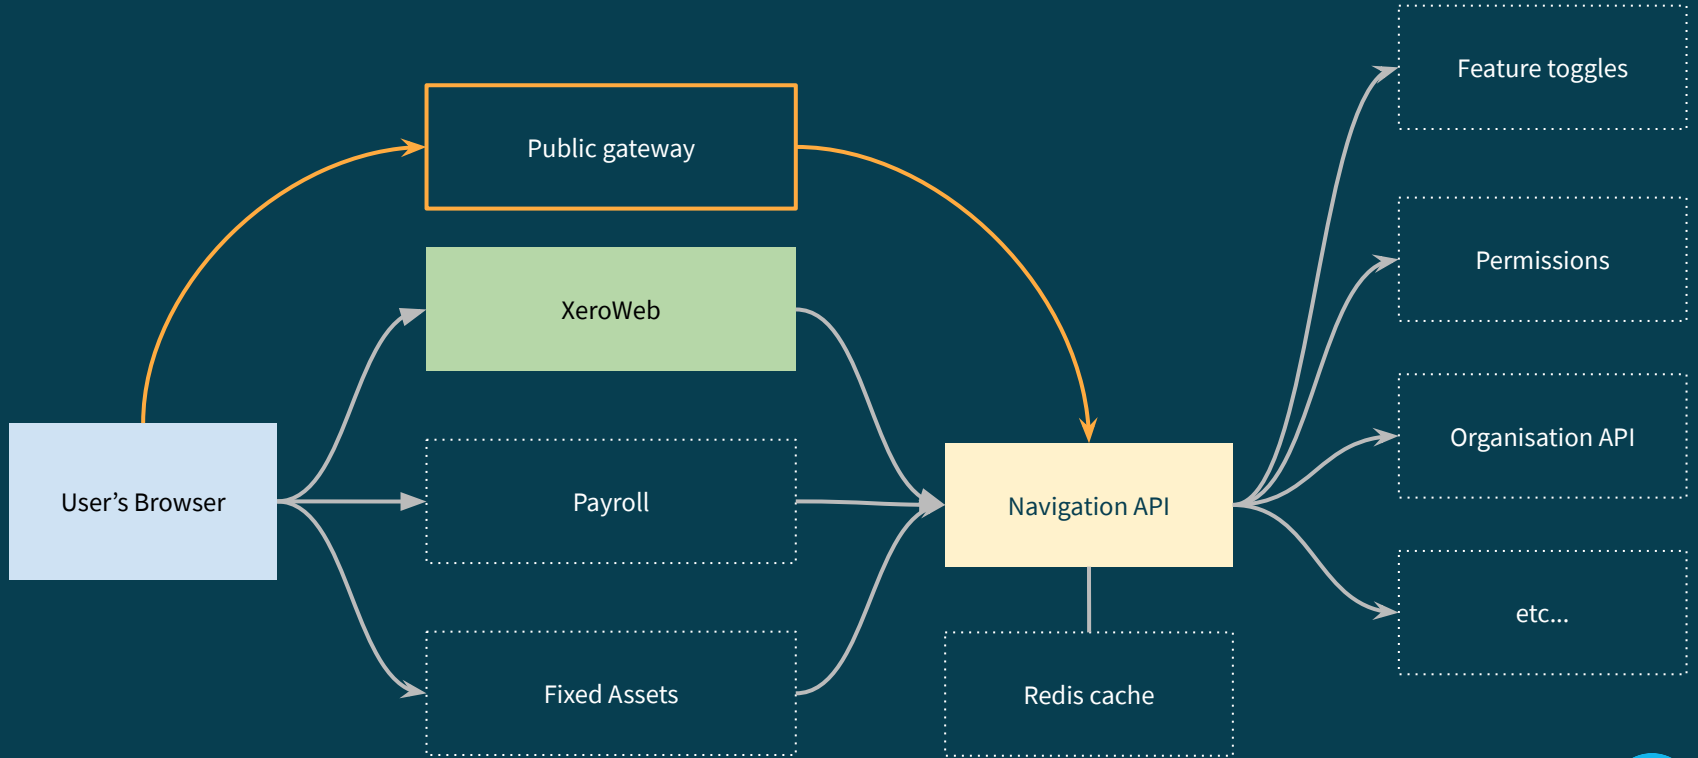 Public gateway
XeroWeb
User’s Browser
Payroll
Fixed Assets
Navigation API
Redis cache
Feature toggles
Permissions
Organisation API
etc...